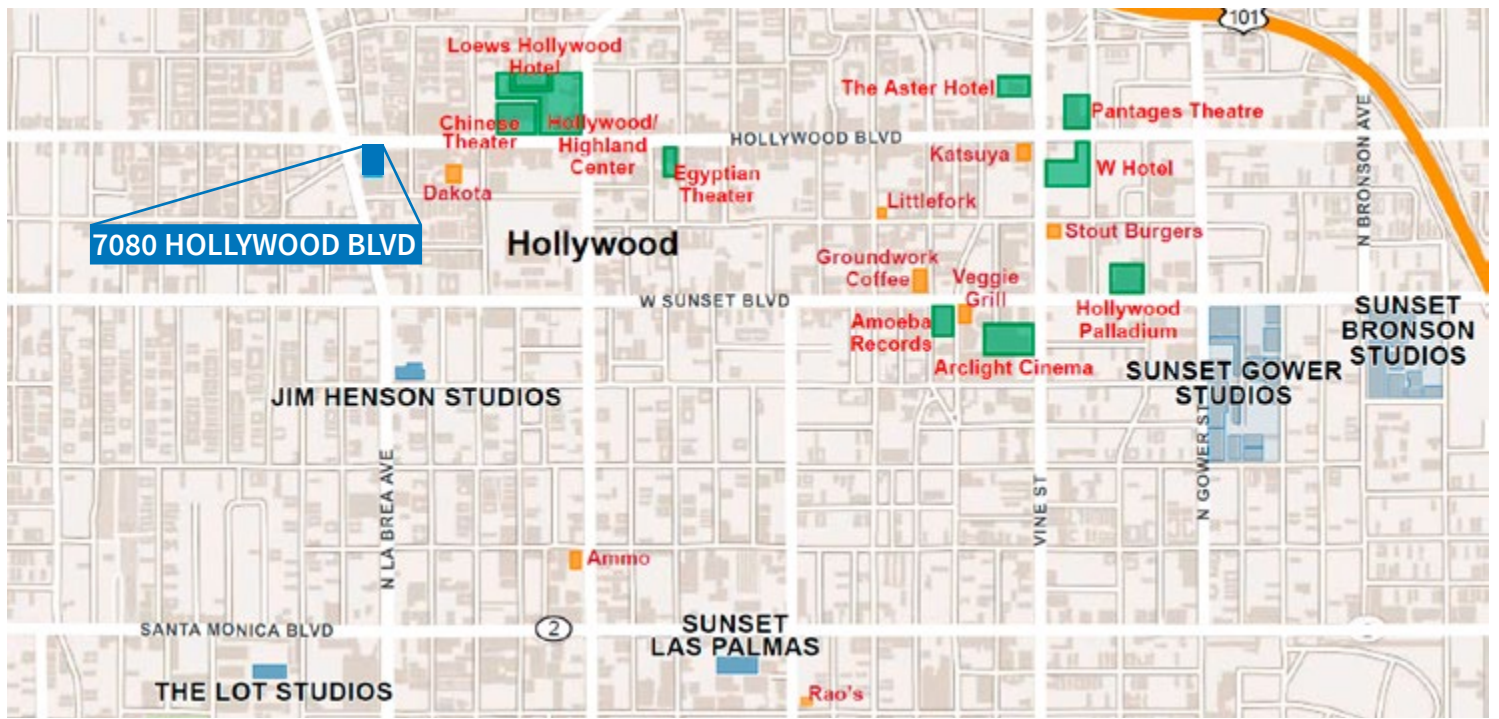 101
Loews Hollywood
Hotel
The Aster Hotel
Pantages Theatre
Chinese
Theater
Hollywood/
Highland
Center
HOLLYWOOD BLVD
Katsuya
W Hotel
N BRONSON AVE
Dakota
Egyptian
Theater
Littlefork
7080 HOLLYWOOD BLVD
Hollywood
Stout Burgers
Groundwork
Coffee
Veggie
Grill
W SUNSET BLVD
Amoeba
Records
Hollywood
Palladium
SUNSET
BRONSON
STUDIOS
Arclight Cinema
SUNSET GOWER
STUDIOS
JIM HENSON STUDIOS
N LA BREA AVE
VINE ST
N GOWER ST
Ammo
SANTA MONICA BLVD
2
SUNSET
LAS PALMAS
THE LOT STUDIOS
Rao's